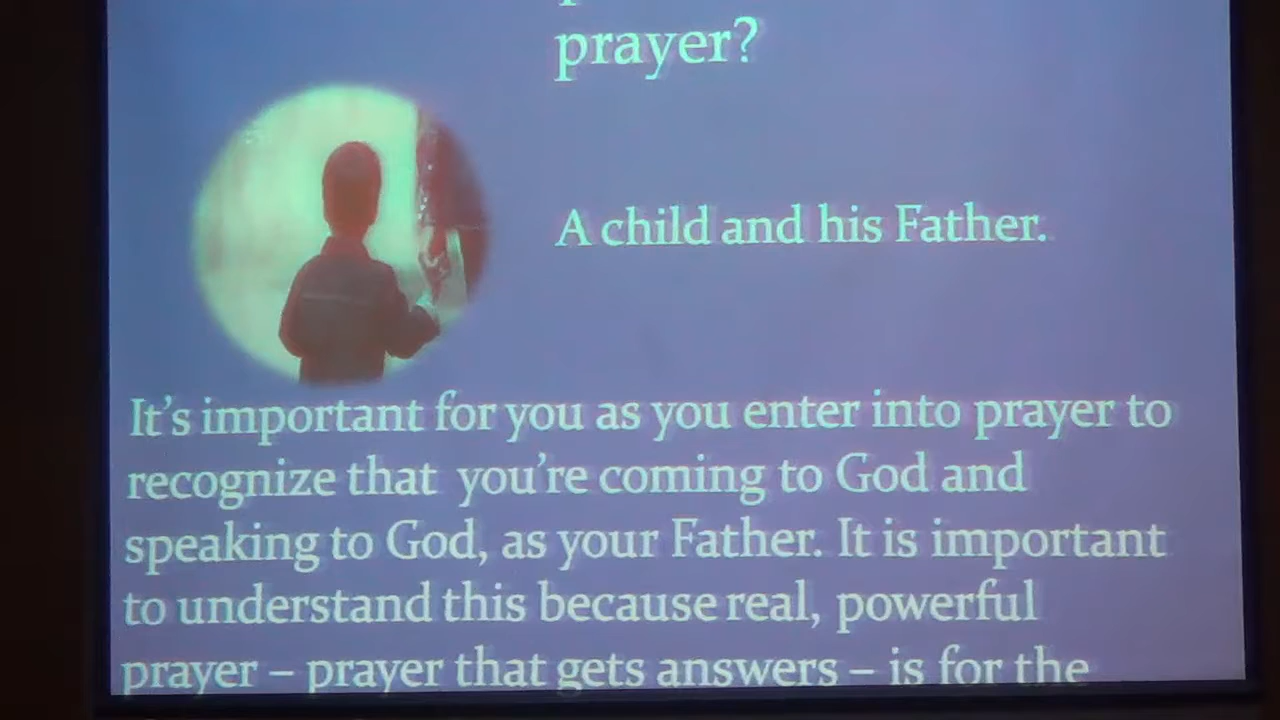 prayer?
A child and his Father.
It's important for you as you enter into prayer to
recognize that you're coming to God and
speaking to God, as your Father. It is important
to understand this because real, powerful
prayer – prayer that gets answers – is for the